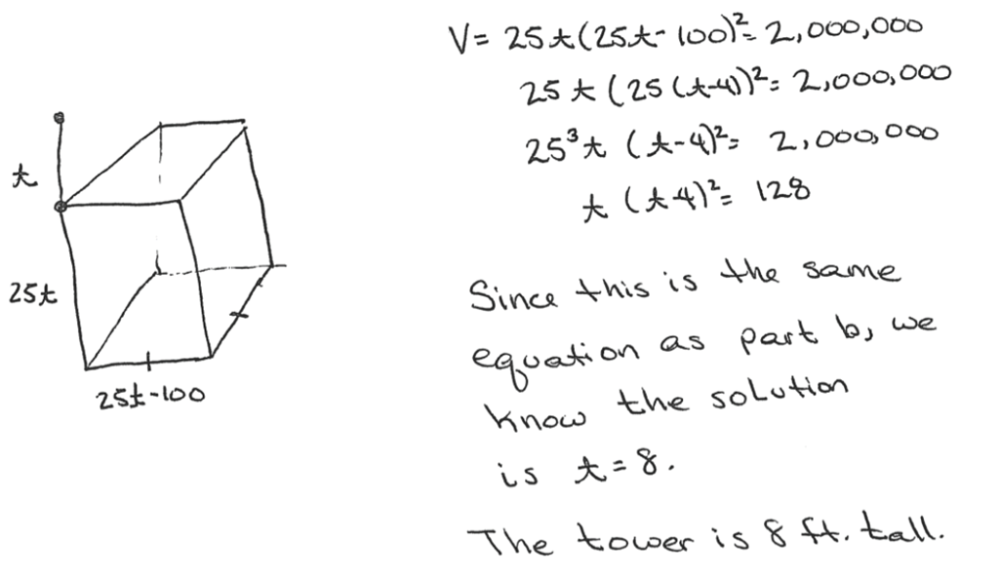 V= 25t(25t-100)²= 2,000,000
25t(25(t-4))²= 2,000,000
25³t (t-4)²= 2,000,000
t (t-4)²= 128
t
25t
25t-100
Since this is the same
equation as part b, we
know the solution
is t=8.
The tower is 8 ft. tall.